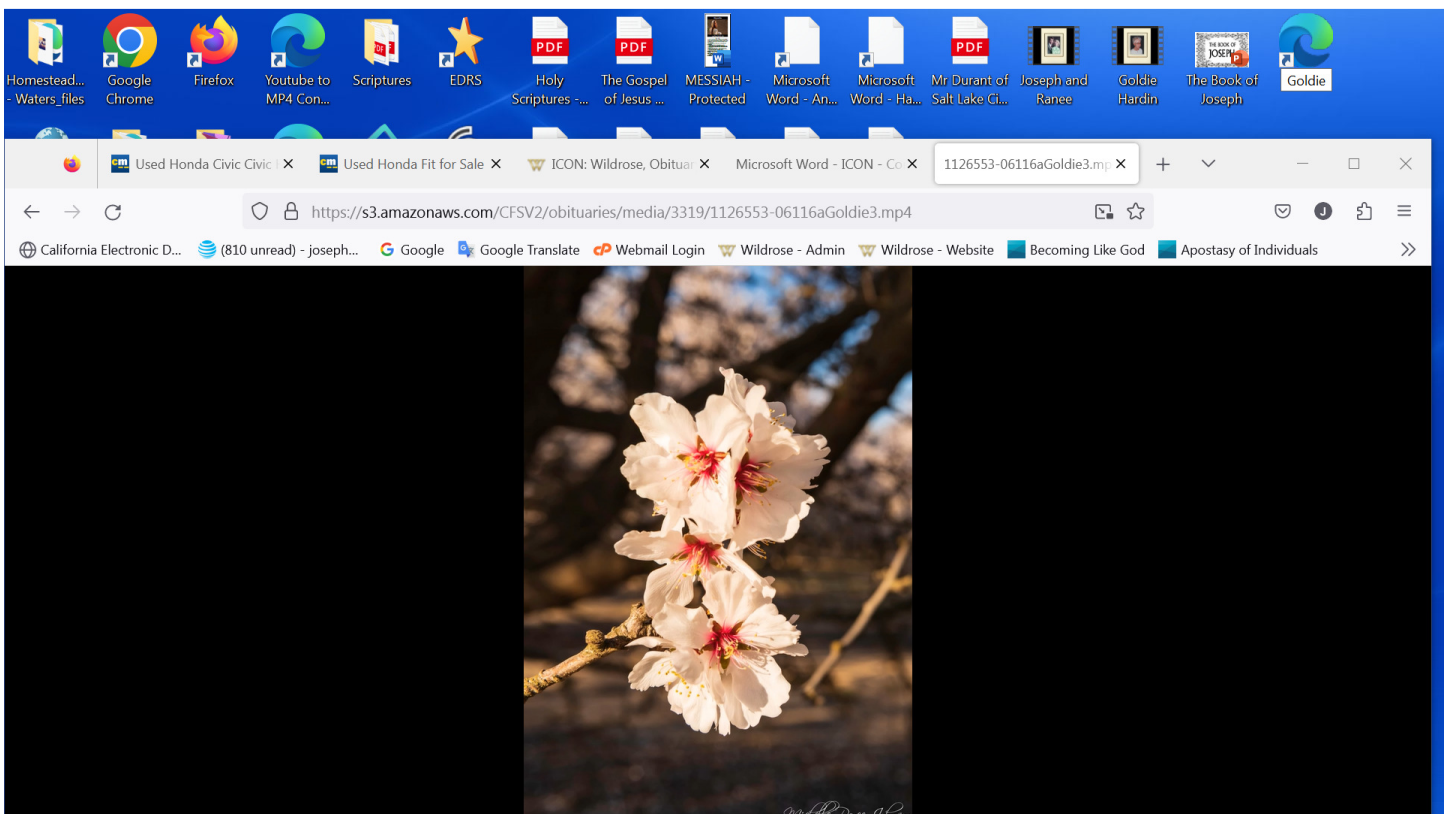 Homestead... Google Firefox Youtube to Scriptures EDRS Holy The Gospel MESSIAH - Microsoft Microsoft Mr Durant of Joseph and Goldie The Book of Goldie
- Waters_files Chrome MP4 Con... Scriptures -... of Jesus ... Protected Word - An... Word - Ha... Salt Lake Ci... Ranee Hardin Joseph
Used Honda Civic Civic Used Honda Fit for Sale ICON: Wildrose, Obituar Microsoft Word - ICON - Co 1126553-06116aGoldie3.mp
https://s3.amazonaws.com/CFSV2/obituaries/media/3319/1126553-06116aGoldie3.mp4
California Electronic D... (810 unread) - joseph... Google Google Translate Webmail Login Wildrose - Admin Wildrose - Website Becoming Like God Apostasy of Individuals